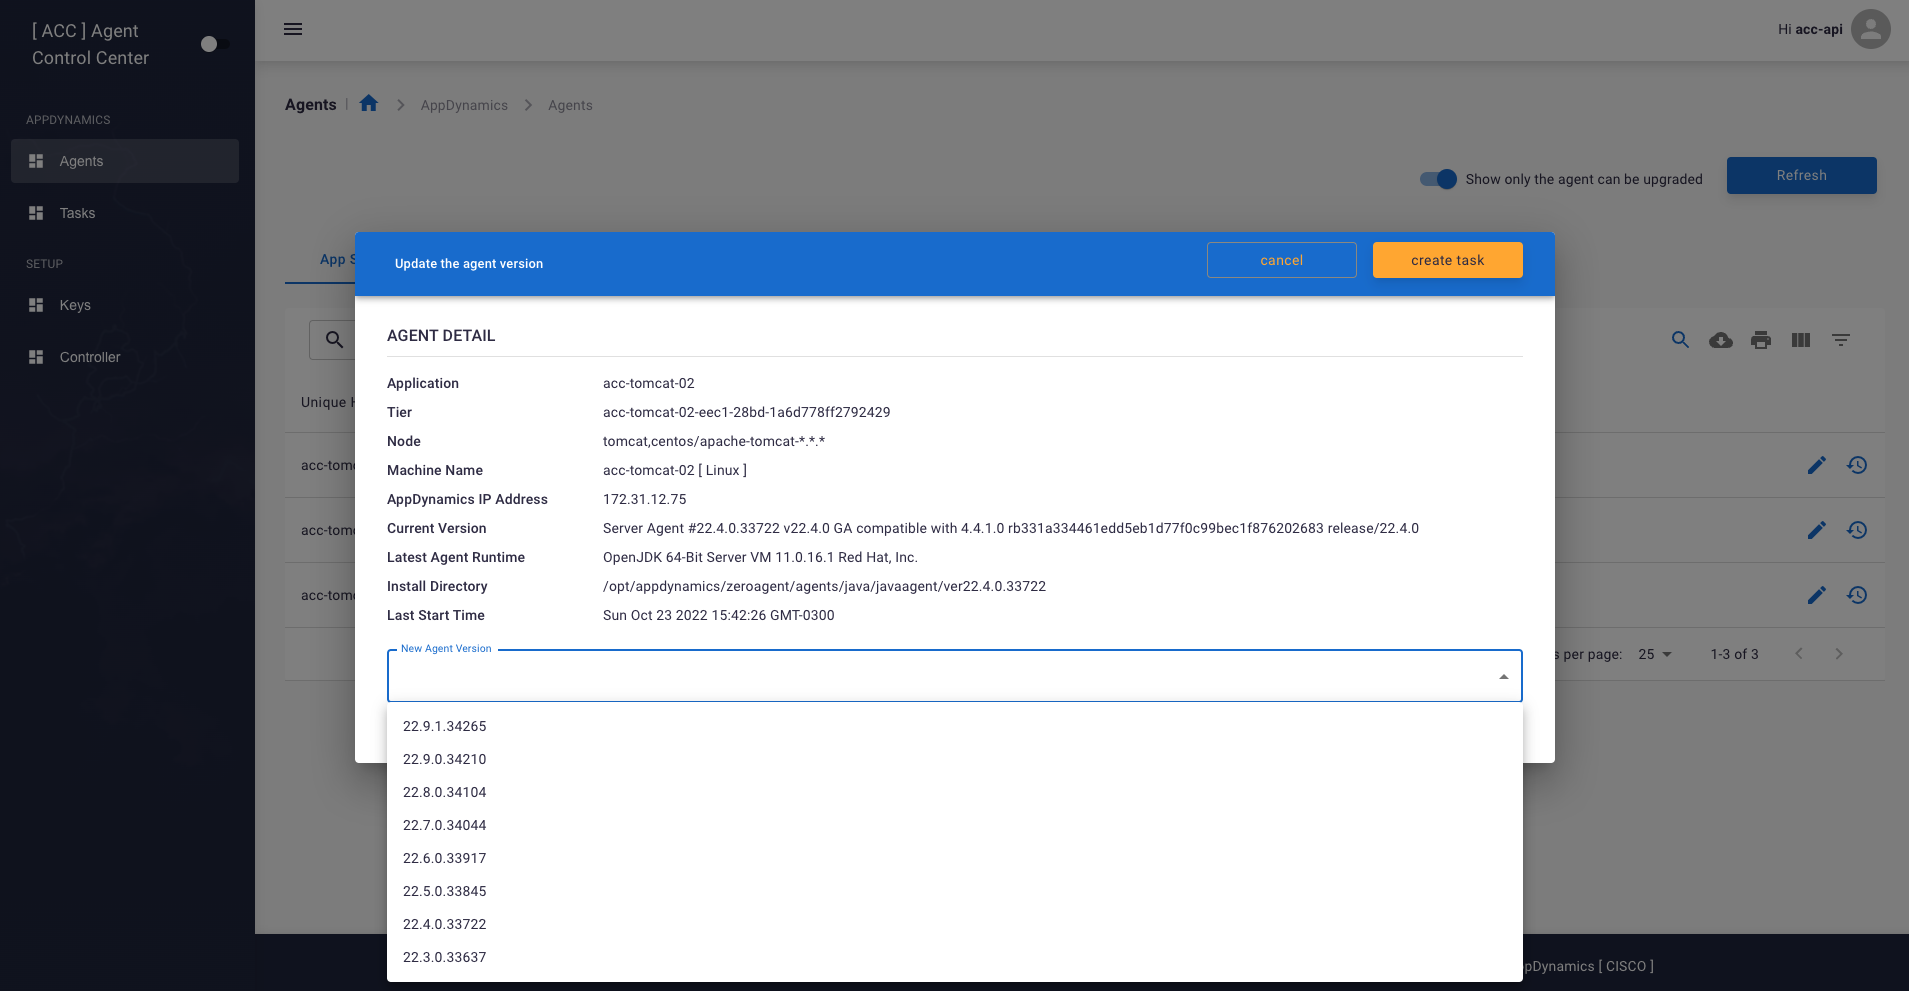 [ ACC ] Agent
Control Center
Hi acc-api
Agents
AppDynamics
Agents
APPDYNAMICS
Agents
Tasks
SETUP
Keys
Controller
Show only the agent can be upgraded
Refresh
App S
Update the agent version
cancel
create task
AGENT DETAIL
Application acc-tomcat-02
Tier acc-tomcat-02-eec1-28bd-1a6d778ff2792429
Node tomcat,centos/apache-tomcat-*.*.*
Machine Name acc-tomcat-02 [ Linux ]
AppDynamics IP Address 172.31.12.75
Current Version Server Agent #22.4.0.33722 v22.4.0 GA compatible with 4.4.1.0 rb331a334461edd5eb1d77f0c99bec1f876202683 release/22.4.0
Latest Agent Runtime OpenJDK 64-Bit Server VM 11.0.16.1 Red Hat, Inc.
Install Directory /opt/appdynamics/zeroagent/agents/java/javaagent/ver22.4.0.33722
Last Start Time Sun Oct 23 2022 15:42:26 GMT-0300
Unique
acc-tom
acc-tom
acc-tom
New Agent Version
22.9.1.34265
22.9.0.34210
22.8.0.34104
22.7.0.34044
22.6.0.33917
22.5.0.33845
22.4.0.33722
22.3.0.33637
s per page: 25 1-3 of 3
pDynamics [ CISCO ]